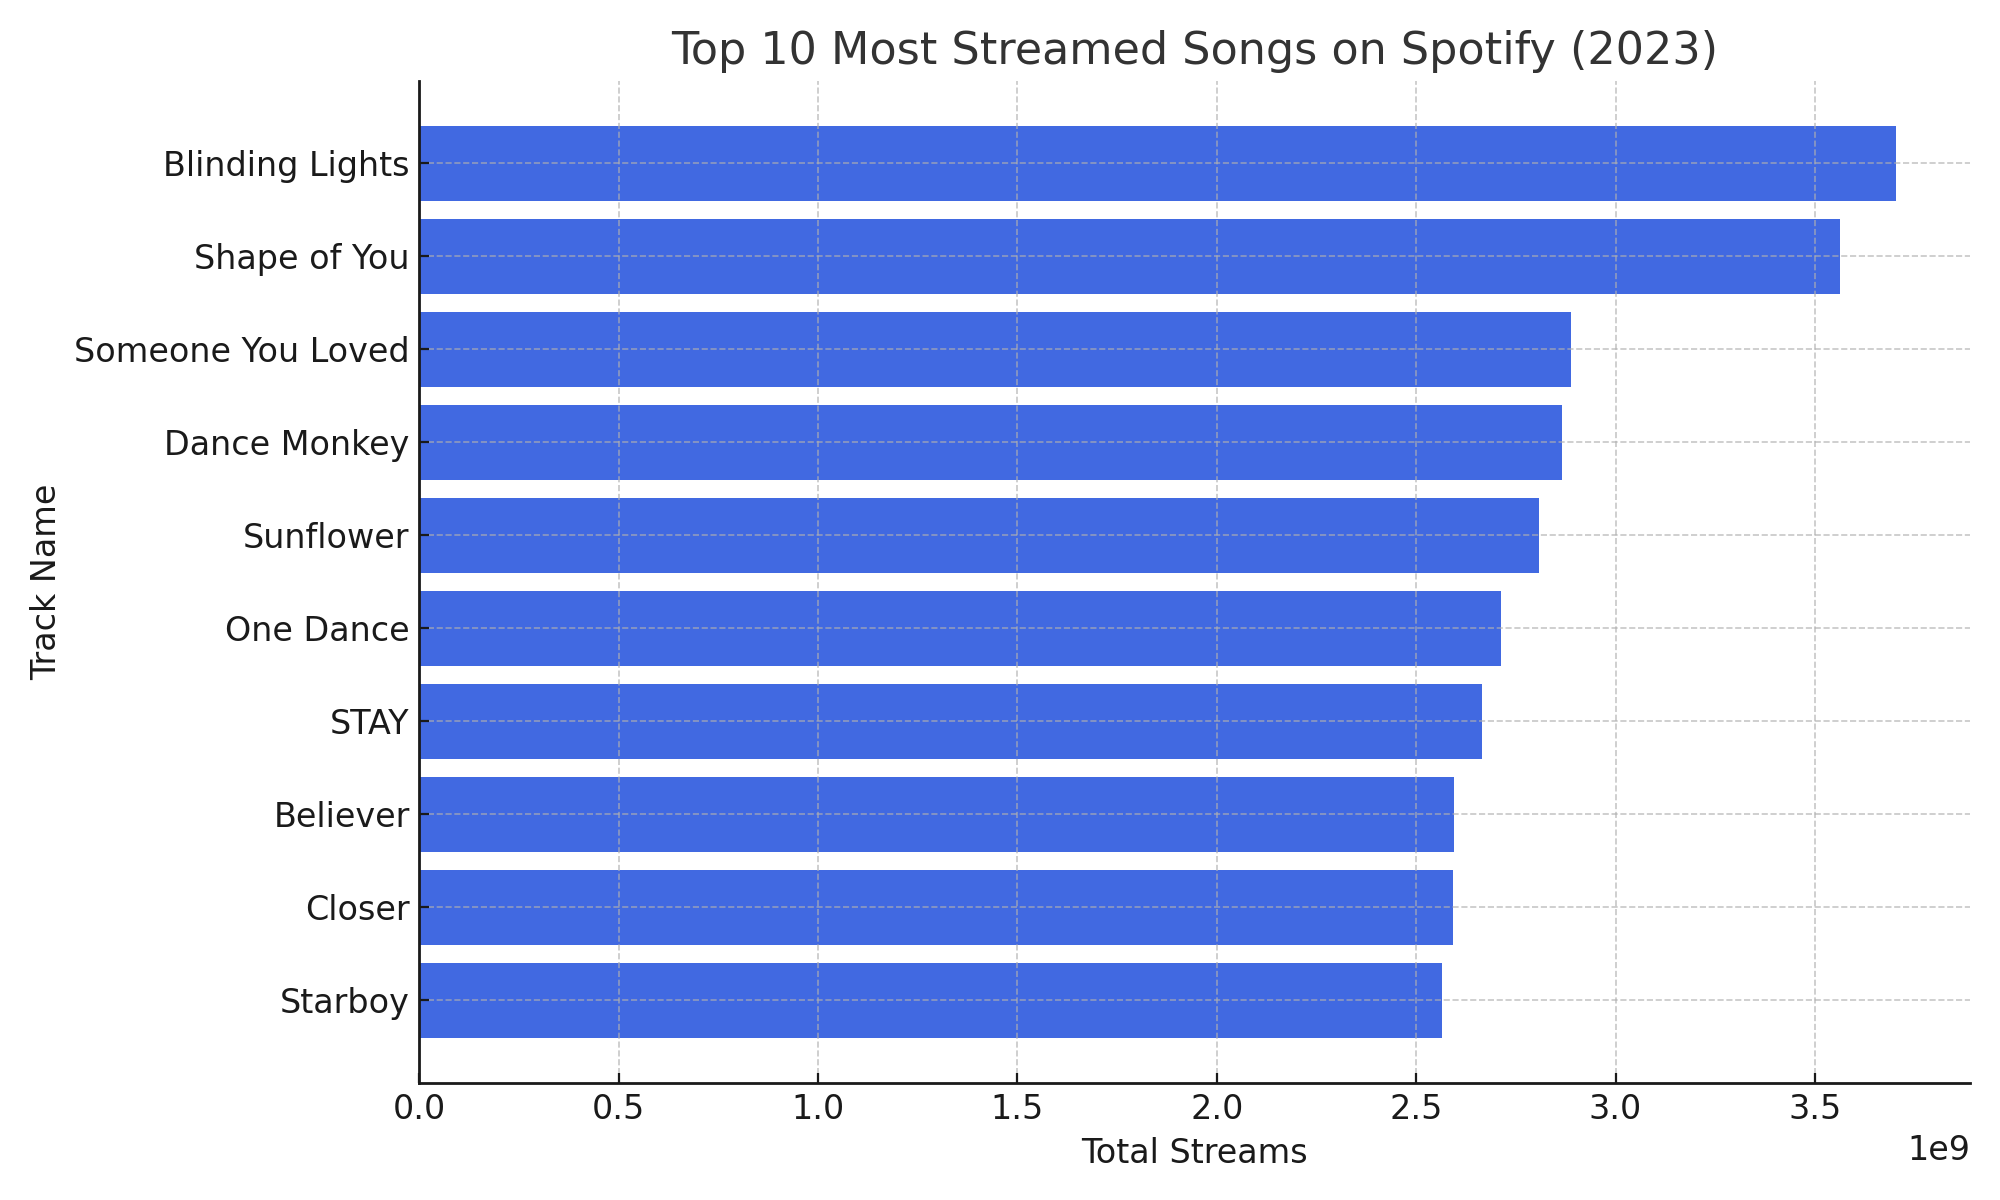 Top 10 Most Streamed Songs on Spotify (2023)
Blinding Lights
Shape of You
Someone You Loved
Dance Monkey
Sunflower
One Dance
STAY
Believer
Closer
Starboy
Track Name
0.0 0.5 1.0 1.5 2.0 2.5 3.0 3.5
Total Streams
1e9